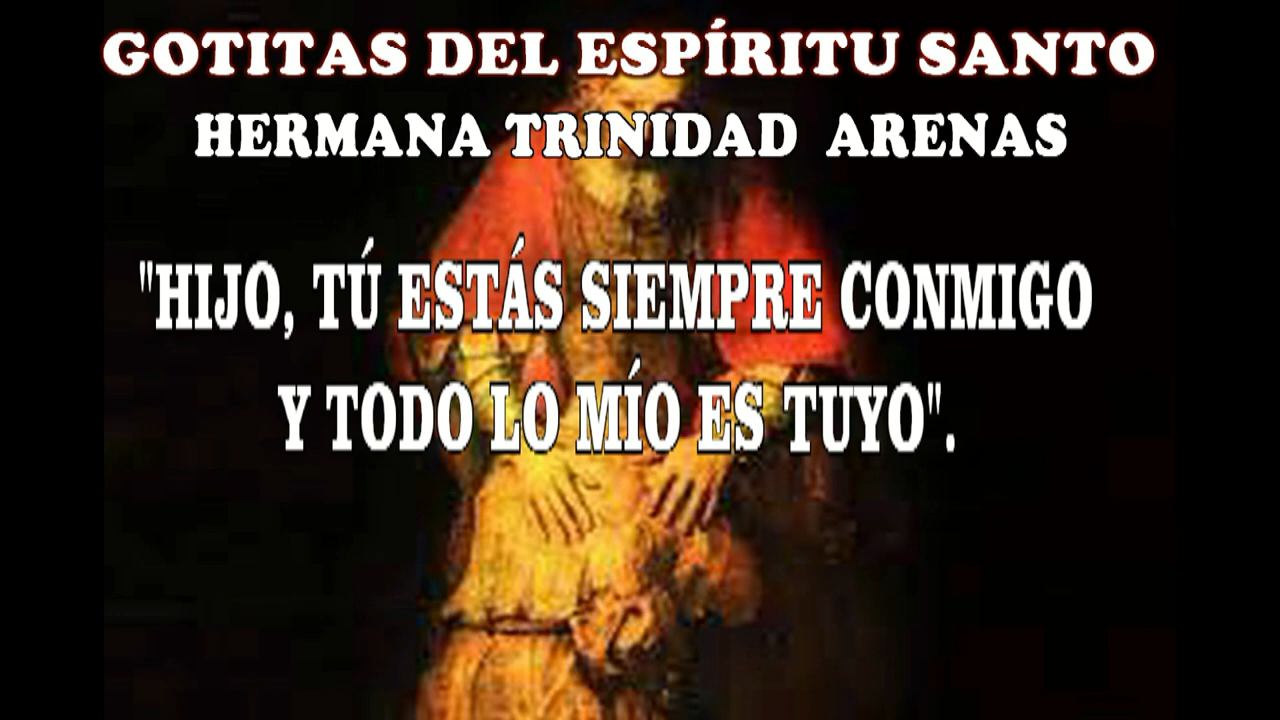 GOTITAS DEL ESPÍRITU SANTO
HERMANA TRINIDAD ARENAS
"HIJO, TÚ ESTÁS SIEMPRE CONMIGO
Y TODO LO MÍO ES TUYO".